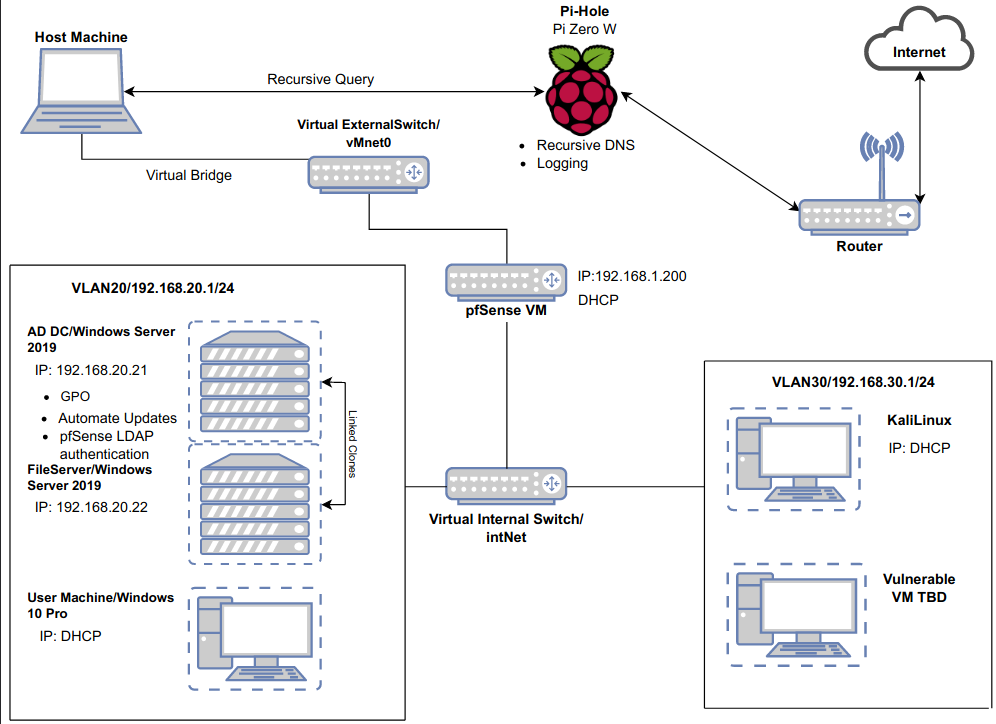 Pi-Hole
Pi Zero W
Internet
Host Machine
Recursive Query
Virtual ExternalSwitch/
vMnet0
• Recursive DNS
• Logging
Virtual Bridge
Router
IP:192.168.1.200
DHCP
pfSense VM
VLAN20/192.168.20.1/24
AD DC/Windows Server
2019
IP: 192.168.20.21
• GPO
• Automate Updates
• pfSense LDAP
authentication
Linked Clones
FileServer/Windows
Server 2019
IP: 192.168.20.22
User Machine/Windows
10 Pro
IP: DHCP
Virtual Internal Switch/
intNet
VLAN30/192.168.30.1/24
KaliLinux
IP: DHCP
Vulnerable
VM TBD